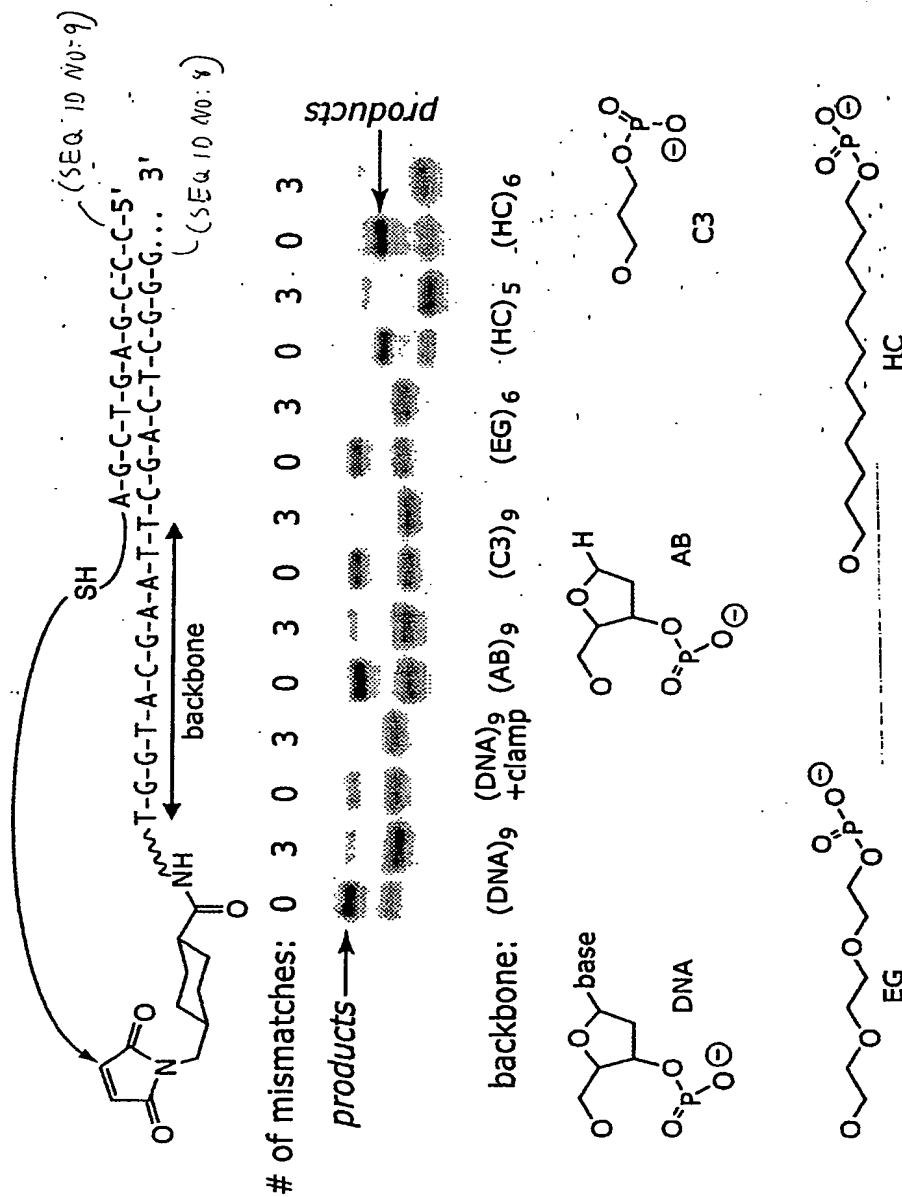 (SEQ ID NO: 9)
SH
A-G-C-T-G-A-G-C-C-C-5'
T-G-G-T-A-C-G-A-A-T-T-C-G-A-C-T-C-G-G-G... 3'
(SEQ ID NO: 8)
backbone
NH
O
O
N
O
# of mismatches: 0 3 0 3 0 3 0 3 0 3 0 3 0 3
products
products
backbone: (DNA)9 (DNA)9 (AB)9 (C3)9 (EG)6 (HC)5 (HC)6
+clamp
base
O
O
O
O P O
DNA
H
O
O
O
O P O
AB
O
O
O P
O
C3
O
O
O
O
O P O
EG
O
O
O P O
HC